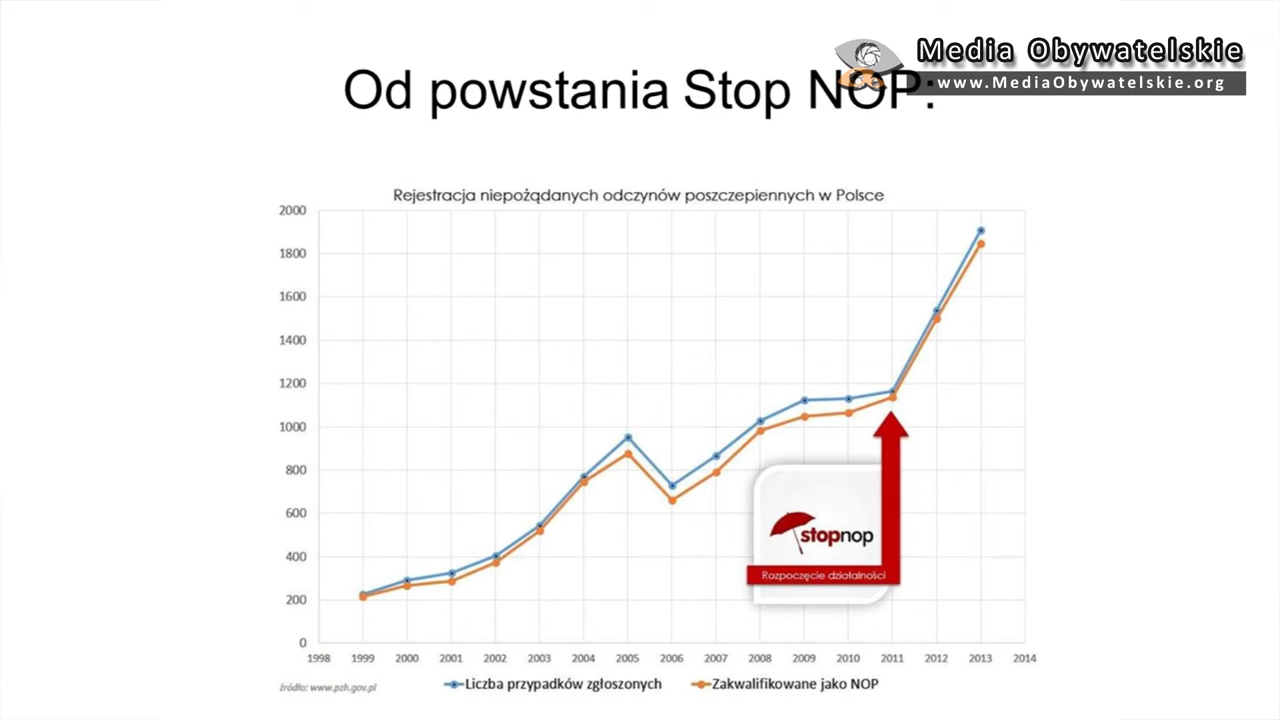 Media Obywatelskie
www.MediaObywatelskie.org
Od powstania Stop NOP:
Rejestracja niepożądanych odczynów poszczepiennych w Polsce
2000
1800
1600
1400
1200
1000
800
600
400
200
0
stopnop
Rozpoczęcie działalności
1998 1999 2000 2001 2002 2003 2004 2005 2006 2007 2008 2009 2010 2011 2012 2013 2014
źródło: www.pzh.gov.pl
Liczba przypadków zgłoszonych Zakwalifikowane jako NOP